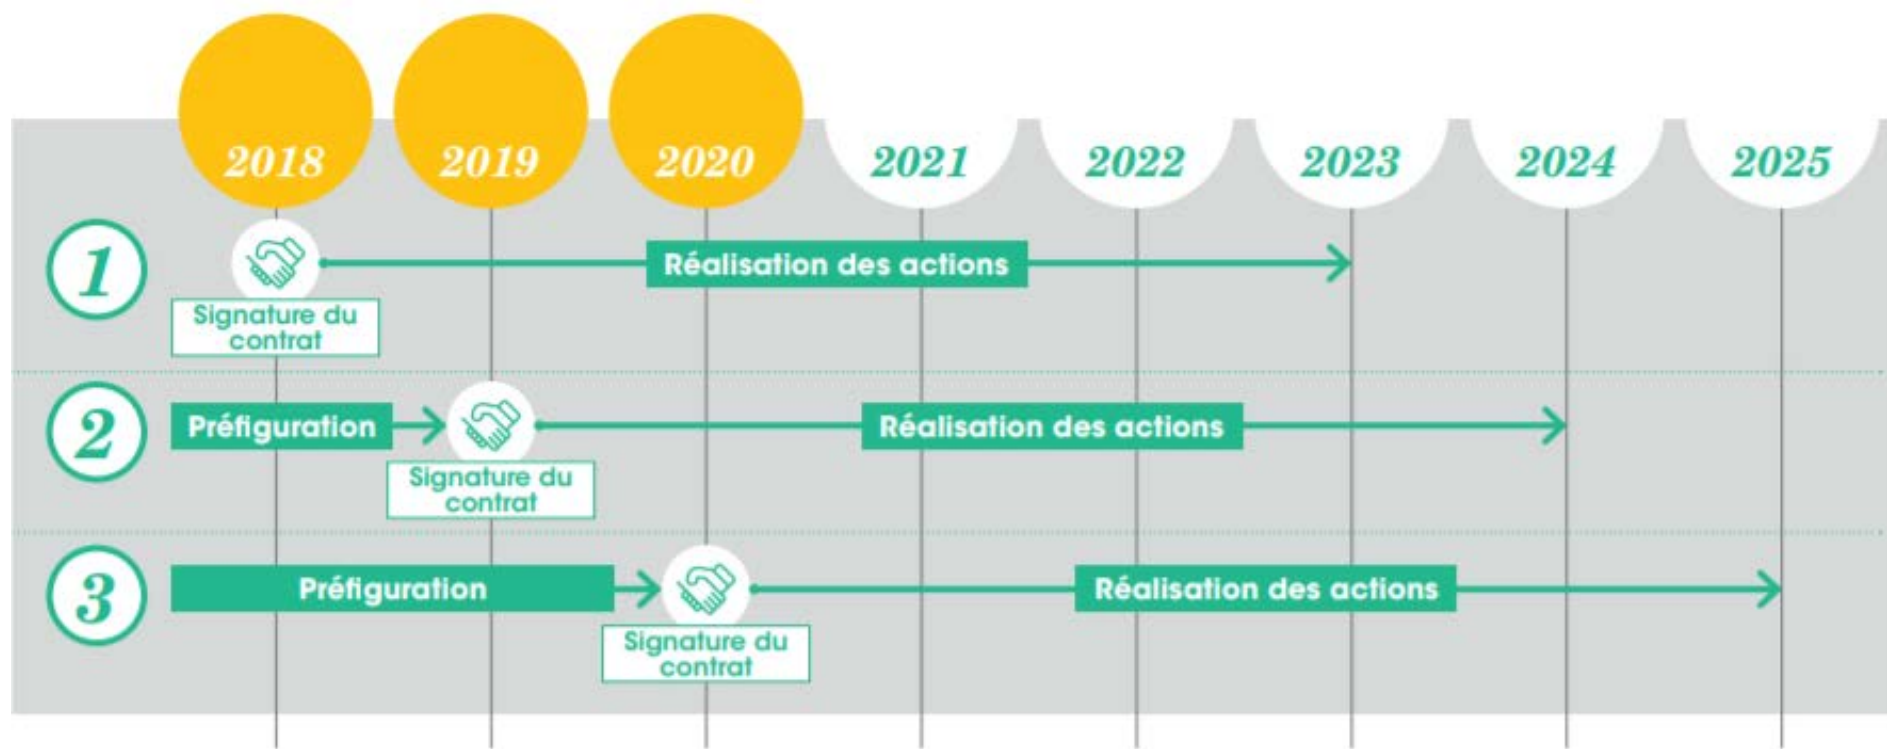 2018 2019 2020 2021 2022 2023 2024 2025
1
Réalisation des actions
Signature du
contrat
2
Préfiguration
Réalisation des actions
Signature du
contrat
3
Préfiguration
Réalisation des actions
Signature du
contrat